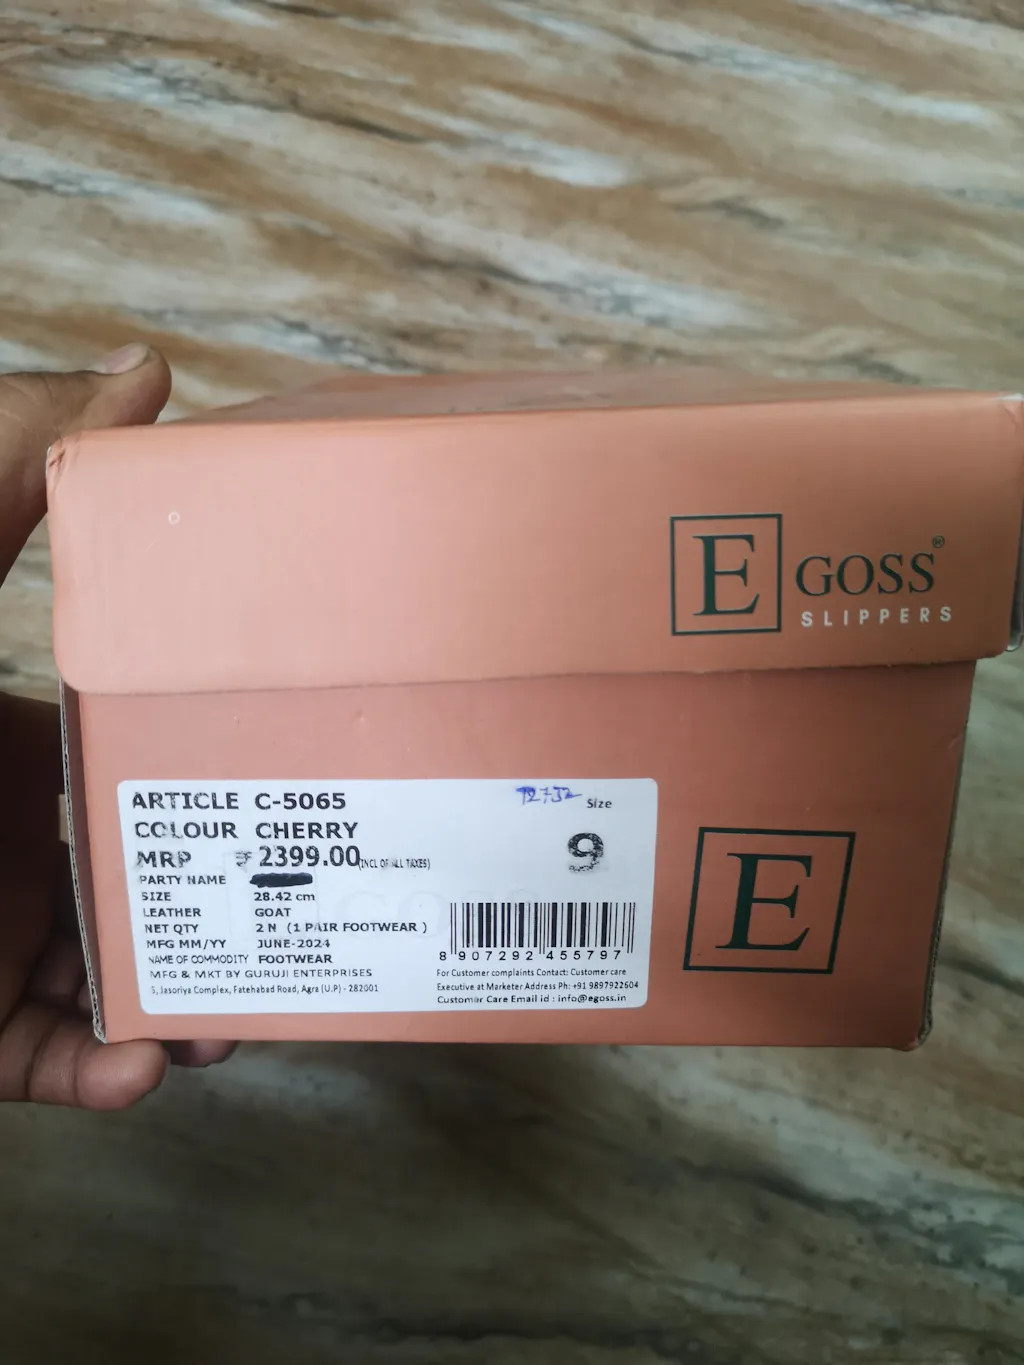 E GOSS®
SLIPPERS
ARTICLE C-5065
Size
COLOUR CHERRY
9
MRP ₹ 2399.00 (INCL OF ALL TAXES)
PARTY NAME
SIZE 28.42 cm
LEATHER GOAT
NET QTY 2 N (1 PAIR FOOTWEAR )
MFG MM/YY JUNE-2024
NAME OF COMMODITY FOOTWEAR
MFG & MKT BY GURUJI ENTERPRISES
5, Jasoriya Complex, Fatehabad Road, Agra (U.P) - 282001
8 907292 455797
For Customer complaints Contact: Customer care
Executive at Marketer Address Ph: +91 9897922604
Customer Care Email id : info@egoss.in
E